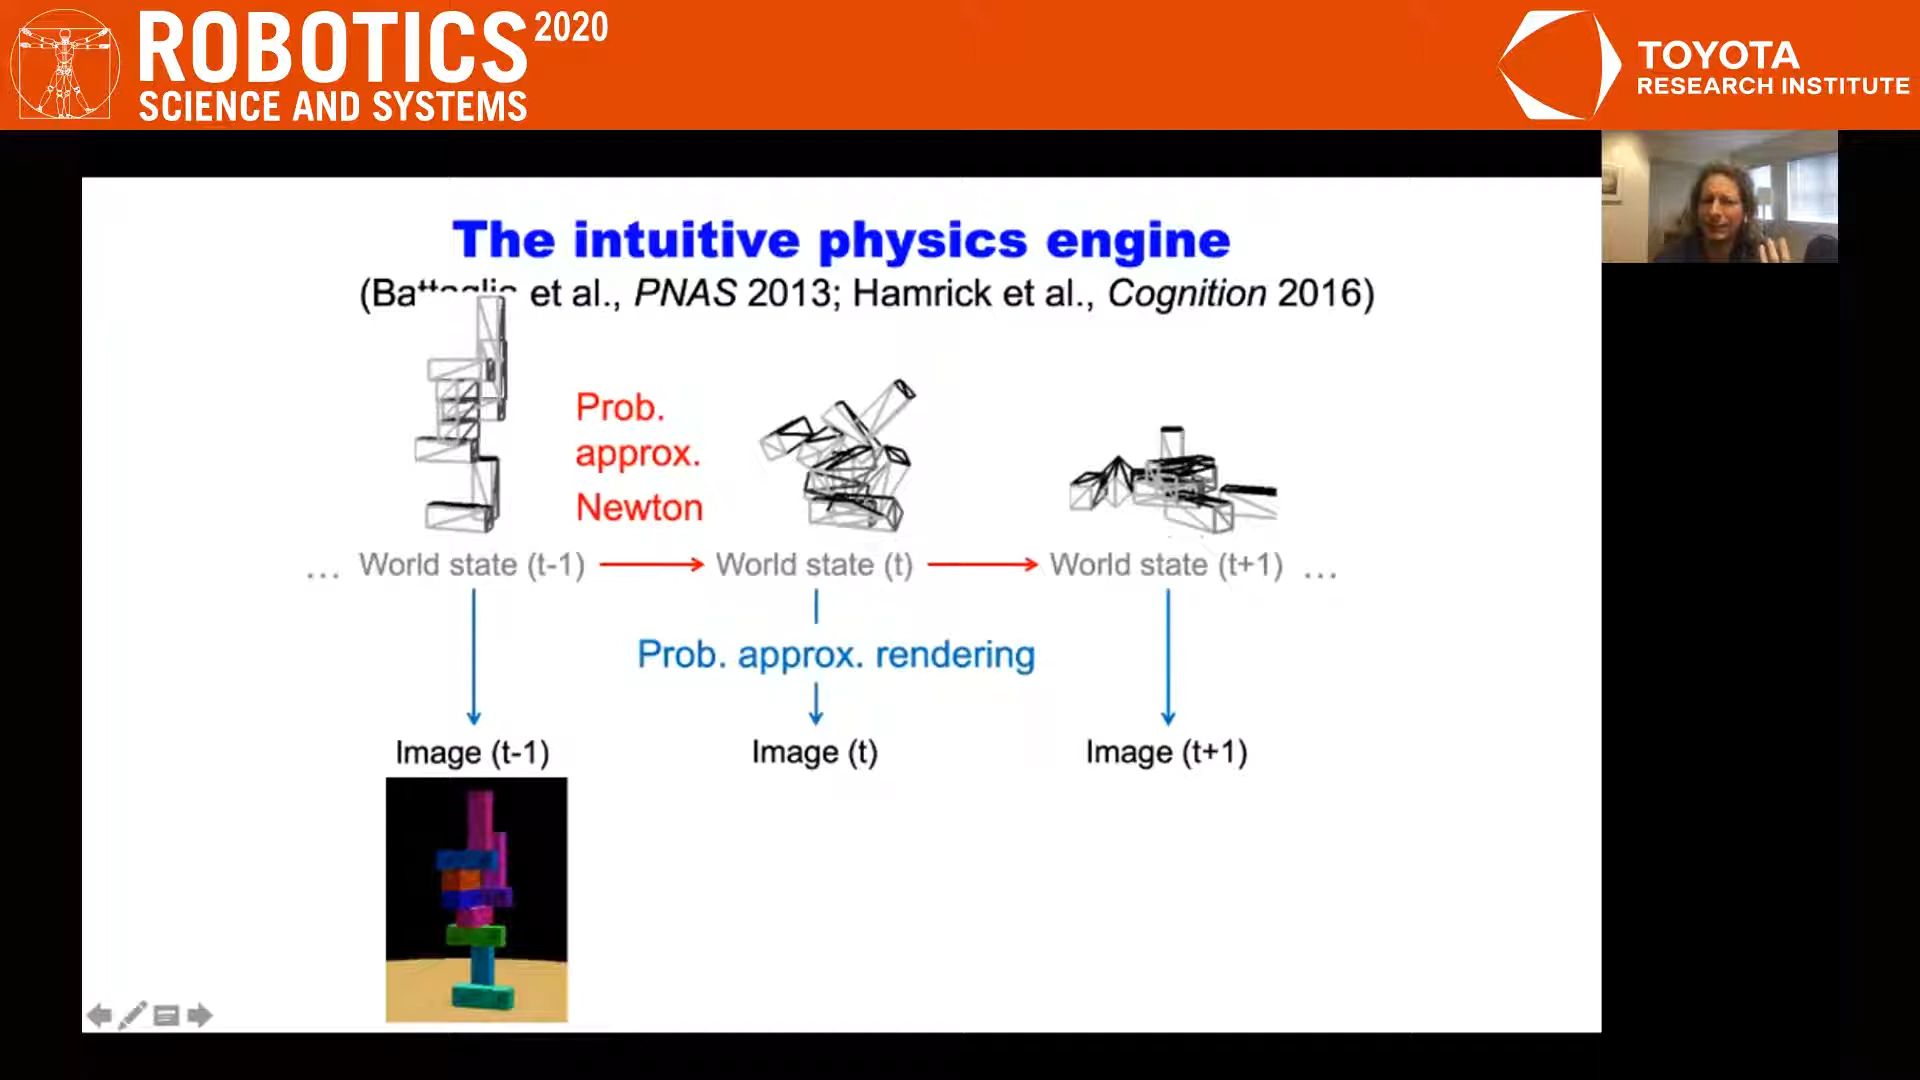 ROBOTICS 2020
SCIENCE AND SYSTEMS
TOYOTA
RESEARCH INSTITUTE
The intuitive physics engine
et al., PNAS 2013; Hamrick et al., Cognition 2016)
Prob.
approx.
Newton
... World state (t-1) World state (t) World state (t+1) ...
Prob. approx. rendering
Image (t-1) Image (t) Image (t+1)